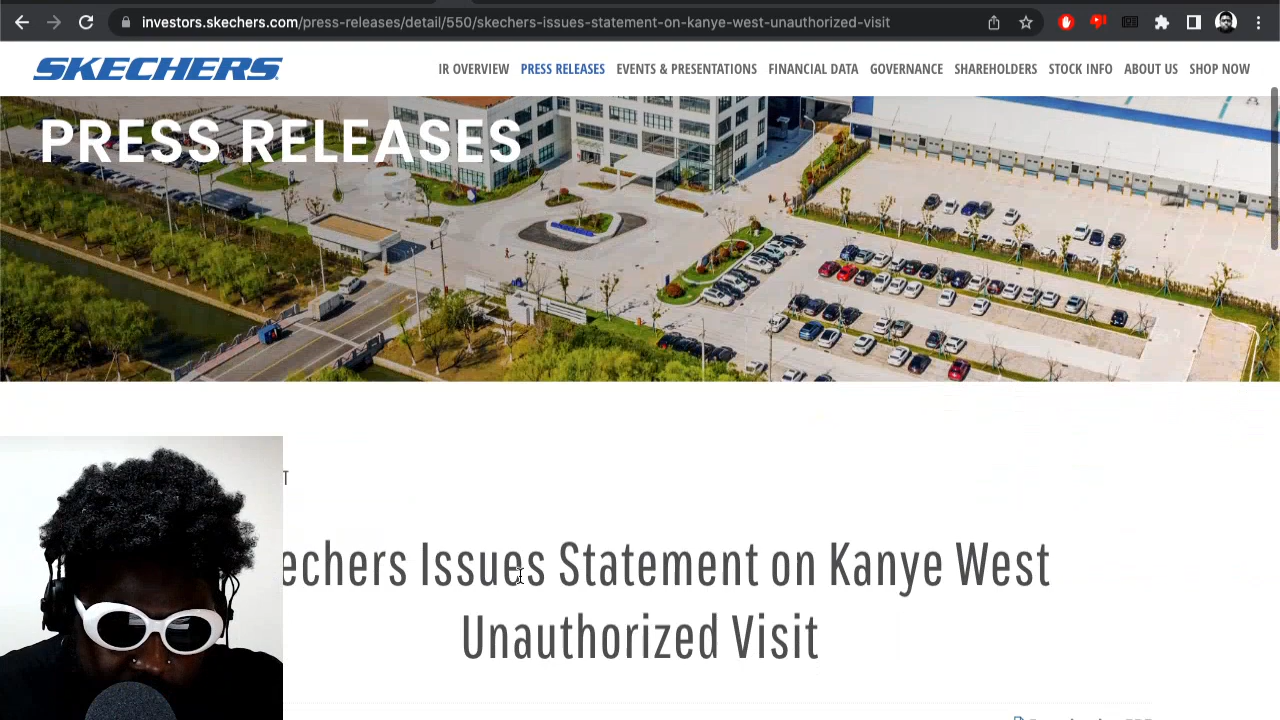 investors.skechers.com/press-releases/detail/550/skechers-issues-statement-on-kanye-west-unauthorized-visit
SKECHERS
IR OVERVIEW PRESS RELEASES EVENTS & PRESENTATIONS FINANCIAL DATA GOVERNANCE SHAREHOLDERS STOCK INFO ABOUT US SHOP NOW
PRESS RELEASES
T
echers Issues Statement on Kanye West
Unauthorized Visit